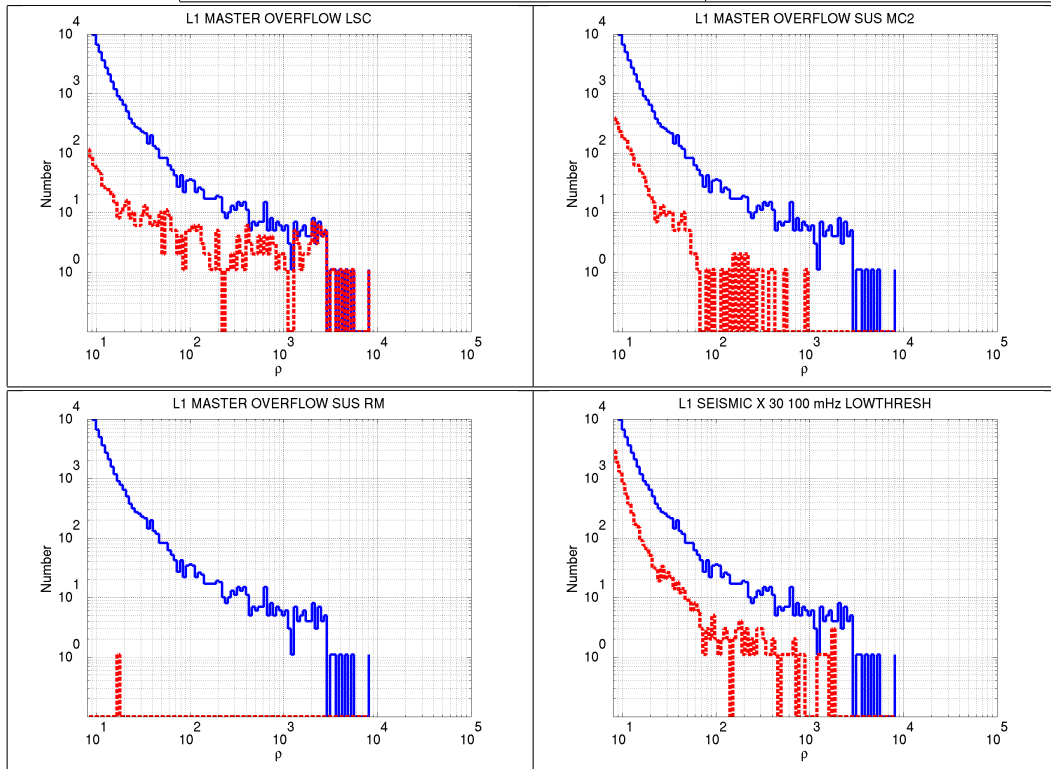 L1 MASTER OVERFLOW LSC
10^4
10^3
10^2
10^1
10^0
Number
10^1 10^2 10^3 10^4 10^5
ρ
L1 MASTER OVERFLOW SUS MC2
10^4
10^3
10^2
10^1
10^0
Number
10^1 10^2 10^3 10^4 10^5
ρ
L1 MASTER OVERFLOW SUS RM
10^4
10^3
10^2
10^1
10^0
Number
10^1 10^2 10^3 10^4 10^5
ρ
L1 SEISMIC X 30 100 mHz LOWTHRESH
10^4
10^3
10^2
10^1
10^0
Number
10^1 10^2 10^3 10^4 10^5
ρ